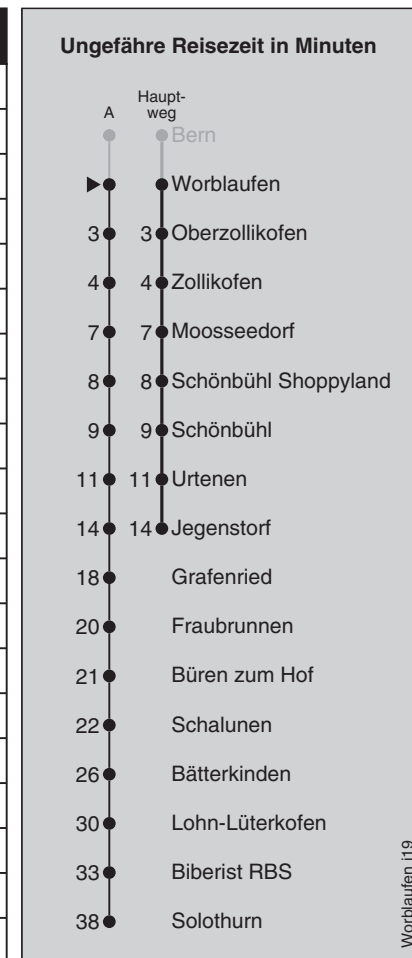 Ungefähre Reisezeit in Minuten
A Haupt-
weg
Bern
Worblaufen
3 3 Oberzollikofen
4 4 Zollikofen
7 7 Moosseedorf
8 8 Schönbühl Shoppyland
9 9 Schönbühl
11 11 Urtenen
14 14 Jegenstorf
18 Grafenried
20 Fraubrunnen
21 Büren zum Hof
22 Schalunen
26 Bätterkinden
30 Lohn-Lüterkofen
33 Biberist RBS
38 Solothurn
Worblaufen i19